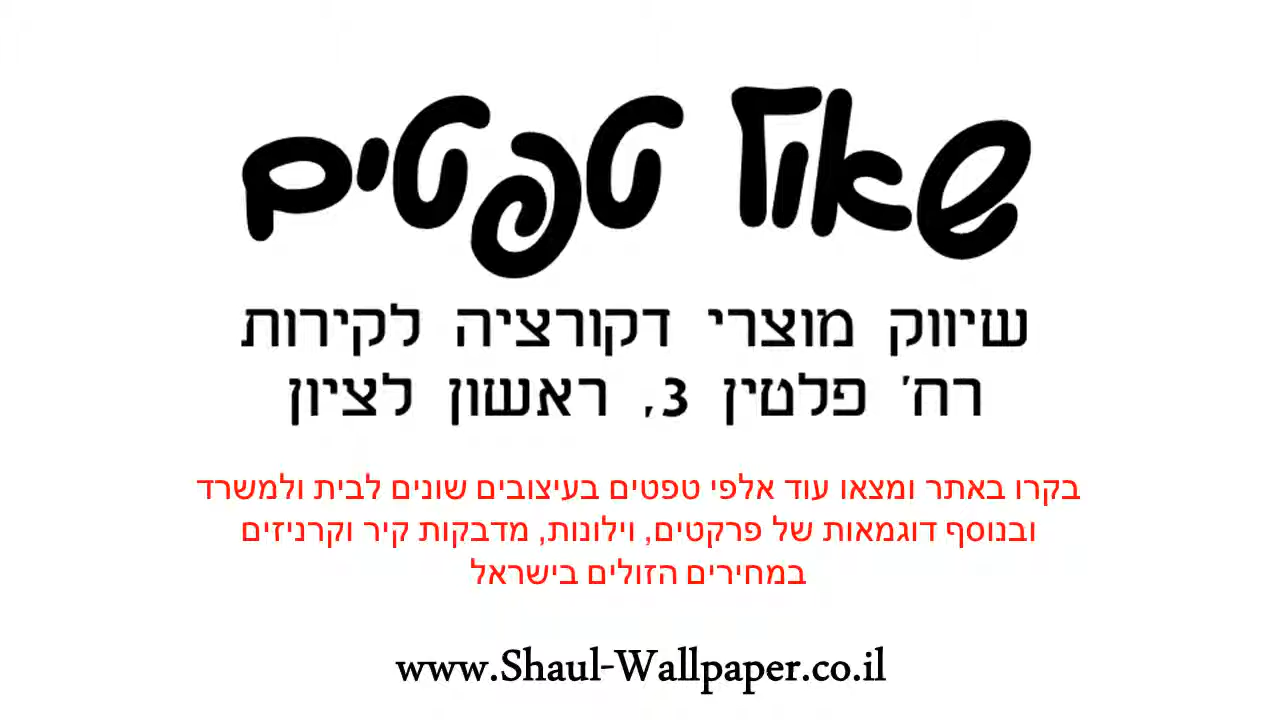 שאול טפטים
שיווק מוצרי דקורציה לקירות
רח' פלטין 3, ראשון לציון
בקרו באתר ומצאו עוד אלפי טפטים בעיצובים שונים לבית ולמשרד
ובנוסף דוגמאות של פרקטים, וילונות, מדבקות קיר וקרניזים
במחירים הזולים בישראל
www.Shaul-Wallpaper.co.il